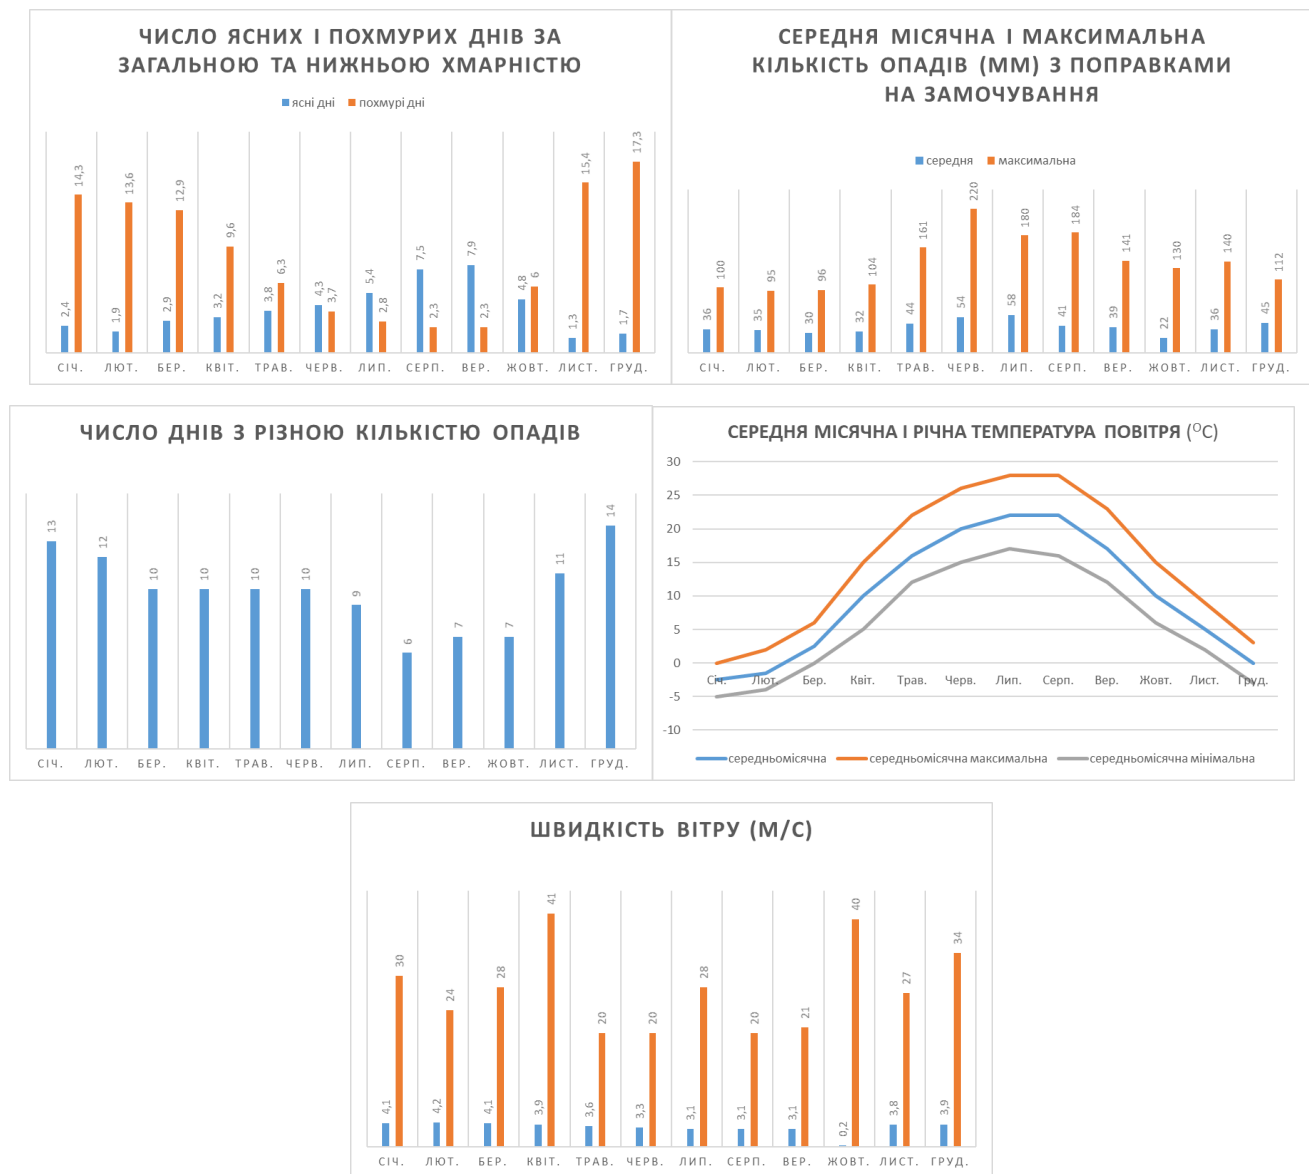 ЧИСЛО ЯСНИХ І ПОХМУРИХ ДНІВ ЗА
ЗАГАЛЬНОЮ ТА НИЖНЬОЮ ХМАРНІСТЮ
ясні дні похмурі дні
2,4 14,3 1,9 13,6 2,9 12,9 3,2 9,6 3,8 6,3 4,3 3,7 5,4 2,8 7,5 2,3 7,9 2,3 4,8 6 1,3 15,4 1,7 17,3
СІЧ. ЛЮТ. БЕР. КВІТ. ТРАВ. ЧЕРВ. ЛИП. СЕРП. ВЕР. ЖОВТ. ЛИСТ. ГРУД.
СЕРЕДНЯ МІСЯЧНА І МАКСИМАЛЬНА
КІЛЬКІСТЬ ОПАДІВ (ММ) З ПОПРАВКАМИ
НА ЗАМОЧУВАННЯ
середня максимальна
36 100 35 95 30 96 32 104 44 161 54 220 58 180 41 184 39 141 22 130 36 140 45 112
СІЧ. ЛЮТ. БЕР. КВІТ. ТРАВ. ЧЕРВ. ЛИП. СЕРП. ВЕР. ЖОВТ. ЛИСТ. ГРУД.
ЧИСЛО ДНІВ З РІЗНОЮ КІЛЬКІСТЮ ОПАДІВ
13 12 10 10 10 10 9 6 7 7 11 14
СІЧ. ЛЮТ. БЕР. КВІТ. ТРАВ. ЧЕРВ. ЛИП. СЕРП. ВЕР. ЖОВТ. ЛИСТ. ГРУД.
СЕРЕДНЯ МІСЯЧНА І РІЧНА ТЕМПЕРАТУРА ПОВІТРЯ (ᴼС)
30
25
20
15
10
5
0
Січ. Лют. Бер. Квіт. Трав. Черв. Лип. Серп. Вер. Жовт. Лист. Груд.
-5
-10
середньомісячна середньомісячна максимальна середньомісячна мінімальна
ШВИДКІСТЬ ВІТРУ (М/С)
4,1 30 4,2 24 4,1 28 3,9 41 3,6 20 3,3 20 3,1 28 3,1 20 3,1 21 0,2 40 3,8 27 3,9 34
СІЧ. ЛЮТ. БЕР. КВІТ. ТРАВ. ЧЕРВ. ЛИП. СЕРП. ВЕР. ЖОВТ. ЛИСТ. ГРУД.